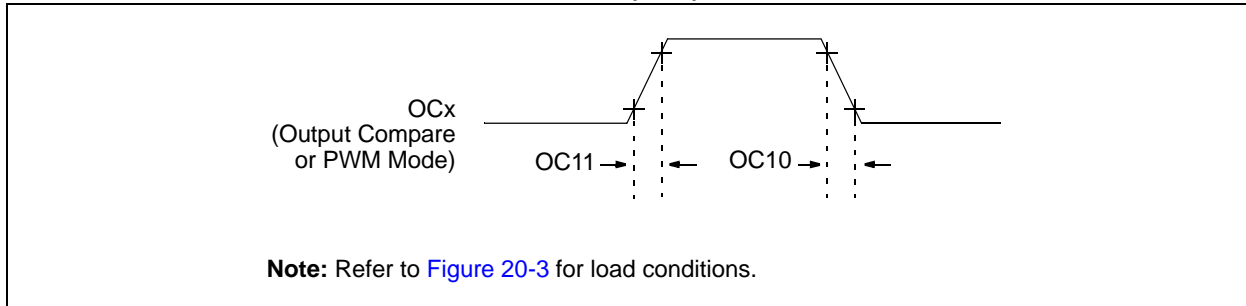 OCx
(Output Compare
or PWM Mode)
OC11
OC10
Note: Refer to Figure 20-3 for load conditions.